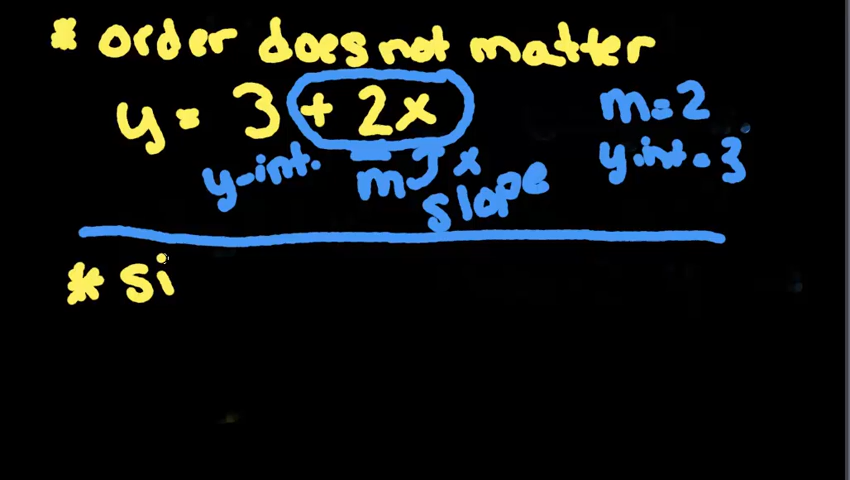 * order does not matter
y = 3 + 2x
m = 2
y-int.
m
x
slope
y.int = 3
* si